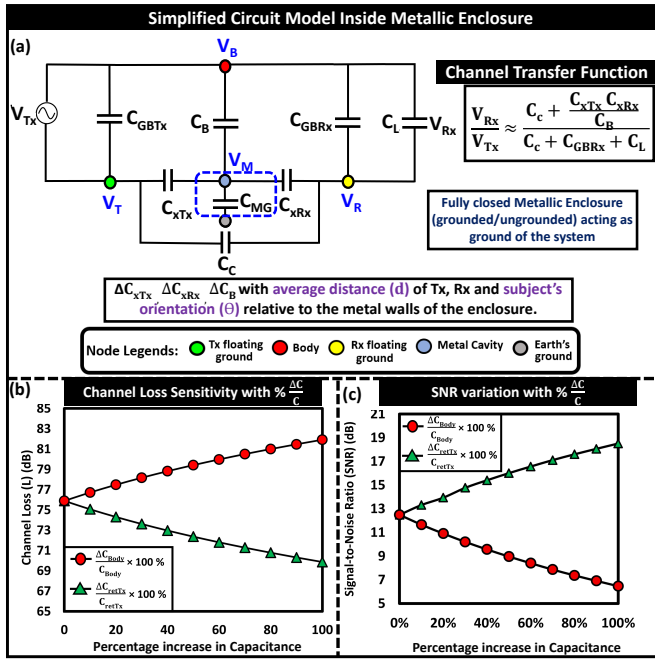 Simplified Circuit Model Inside Metallic Enclosure
(a)
V_B
Channel Transfer Function
V_Tx
C_GBTx
C_B
C_GBRx
C_L
V_Rx
V_Rx / V_Tx ≈ (C_c + (C_xTx C_xRx / C_B)) / (C_c + C_GBRx + C_L)
V_M
V_T
C_xTx
C_MG
C_xRx
V_R
C_C
Fully closed Metallic Enclosure
(grounded/ungrounded) acting as
ground of the system
ΔC_xTx, ΔC_xRx, ΔC_B with average distance (d) of Tx, Rx and subject's
orientation (Θ) relative to the metal walls of the enclosure.
Node Legends: Tx floating ground Body Rx floating ground Metal Cavity Earth's ground
(b) Channel Loss Sensitivity with % ΔC/C
Channel Loss (L) (dB)
85
83
81
79
77
75
73
71
69
67
65
ΔC_Body/C_Body × 100 %
ΔC_retTx/C_retTx × 100 %
0 20 40 60 80 100
Percentage increase in Capacitance
(c) SNR variation with % ΔC/C
Signal-to-Noise Ratio (SNR) (dB)
21
19
17
15
13
11
9
7
5
ΔC_Body/C_Body × 100 %
ΔC_retTx/C_retTx × 100 %
0% 20% 40% 60% 80% 100%
Percentage increase in Capacitance